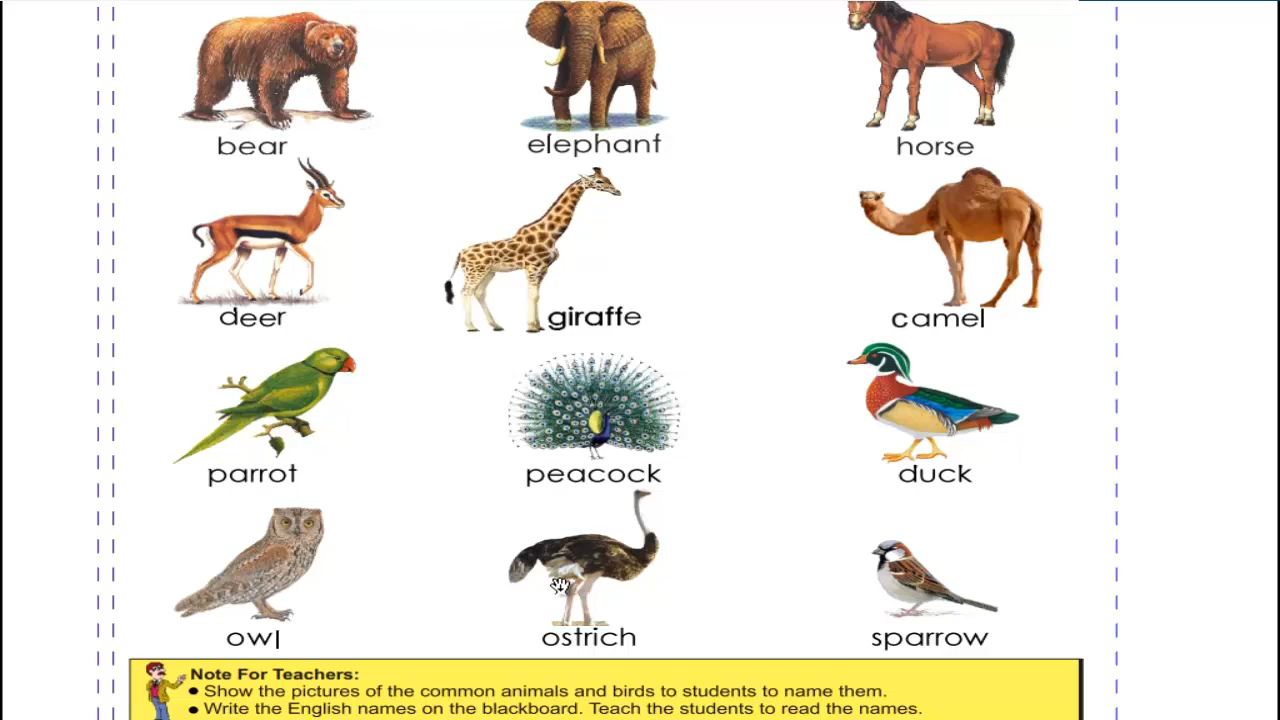 bear elephant horse
deer giraffe camel
parrot peacock duck
owl ostrich sparrow
Note For Teachers:
● Show the pictures of the common animals and birds to students to name them.
● Write the English names on the blackboard. Teach the students to read the names.